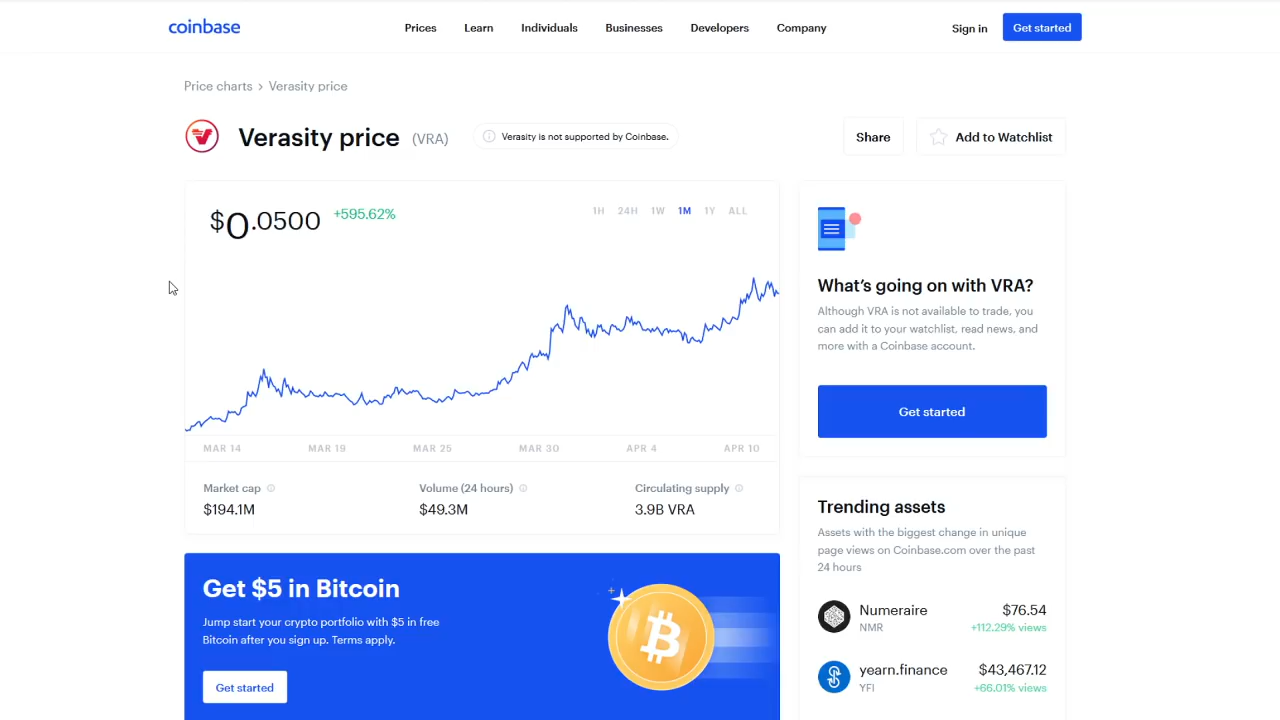 coinbase
Prices
Learn
Individuals
Businesses
Developers
Company
Sign in
Get started
Price charts › Verasity price
Verasity price (VRA)
Verasity is not supported by Coinbase.
Share
Add to Watchlist
$0.0500 +595.62%
1H 24H 1W 1M 1Y ALL
MAR 14 MAR 19 MAR 25 MAR 30 APR 4 APR 10
Market cap
$194.1M
Volume (24 hours)
$49.3M
Circulating supply
3.9B VRA
What's going on with VRA?
Although VRA is not available to trade, you
can add it to your watchlist, read news, and
more with a Coinbase account.
Get started
Get $5 in Bitcoin
Jump start your crypto portfolio with $5 in free
Bitcoin after you sign up. Terms apply.
Get started
Trending assets
Assets with the biggest change in unique
page views on Coinbase.com over the past
24 hours
Numeraire $76.54
NMR +112.29% views
yearn.finance $43,467.12
YFI +66.01% views